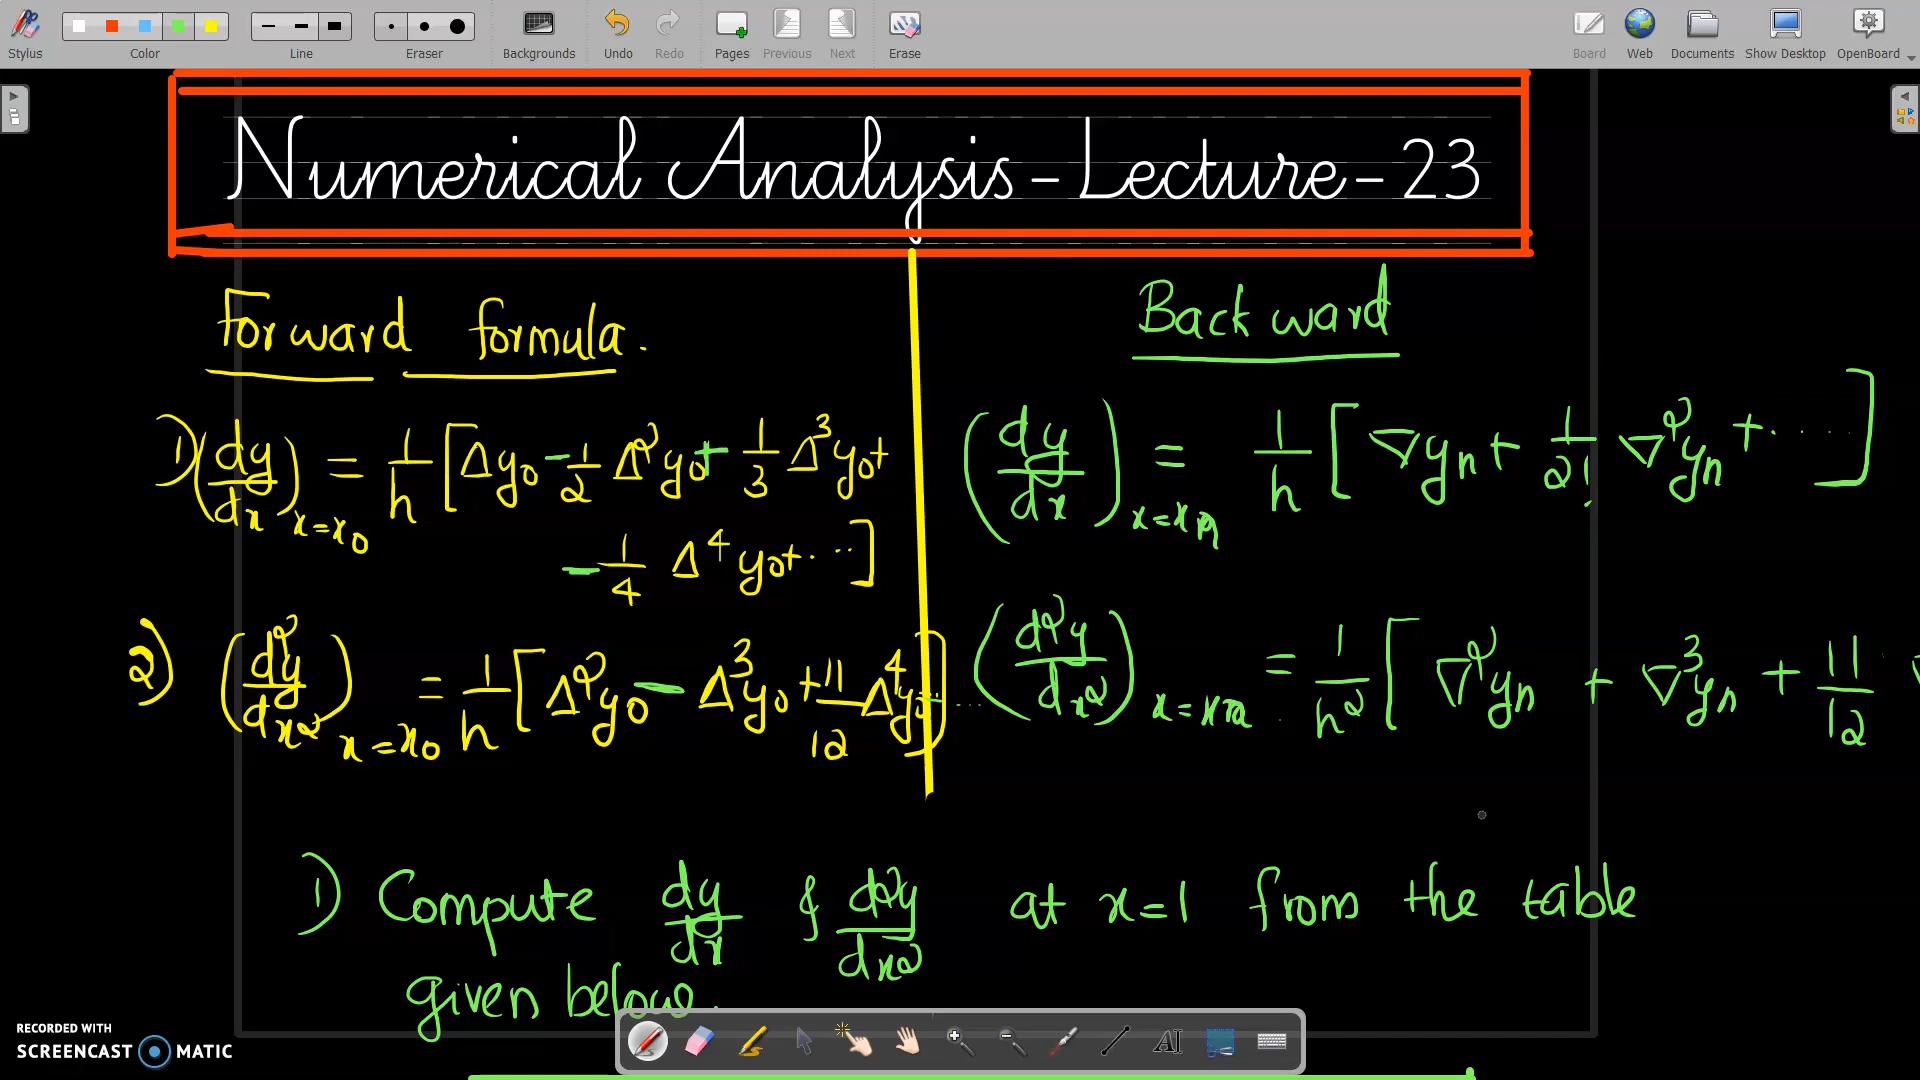 Stylus Color Line Eraser Backgrounds Undo Redo Pages Previous Next Erase Board Web Documents Show Desktop OpenBoard
Numerical Analysis - Lecture - 23
Forward formula.
1) (dy/dx)x=x0 = 1/h [Δy0 - 1/2 Δ²y0 + 1/3 Δ³y0 +
- 1/4 Δ⁴y0 + ...]
2) (d²y/dx²)x=x0 = 1/h [Δ²y0 - Δ³y0 + 11/12 Δ⁴y0 ...]
Backward
(dy/dx)x=xn = 1/h [∇yn + 1/2! ∇²yn + ....]
(d²y/dx²)x=xn = 1/h² [∇²yn + ∇³yn + 11/12 ∇
1) Compute dy/dx & d²y/dx² at x=1 from the table
given below.
RECORDED WITH
SCREENCAST MATIC
AI